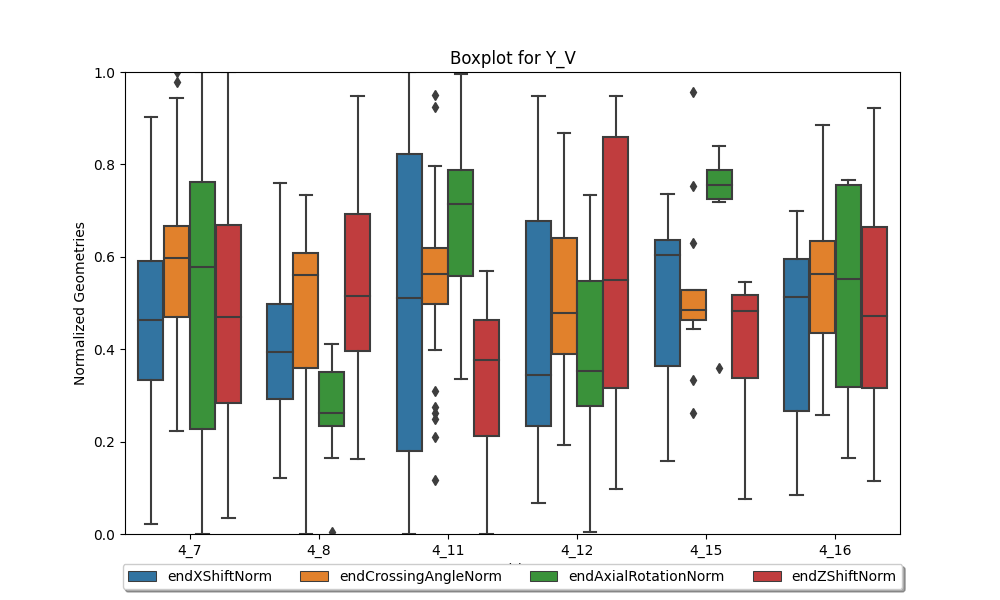 Boxplot for Y_V
1.0
0.8
0.6
0.4
0.2
0.0
Normalized Geometries
4_7 4_8 4_11 4_12 4_15 4_16
endXShiftNorm endCrossingAngleNorm endAxialRotationNorm endZShiftNorm